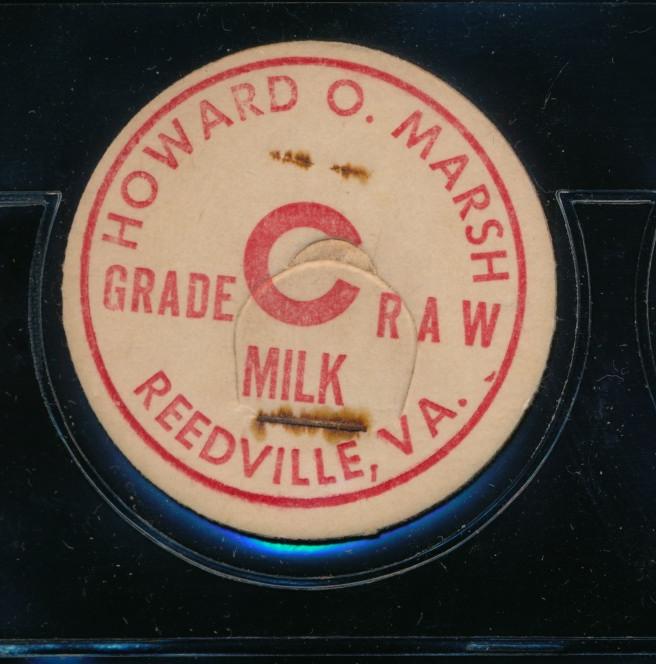 HOWARD O. MARSH
GRADE C RAW
MILK
REEDVILLE, VA.